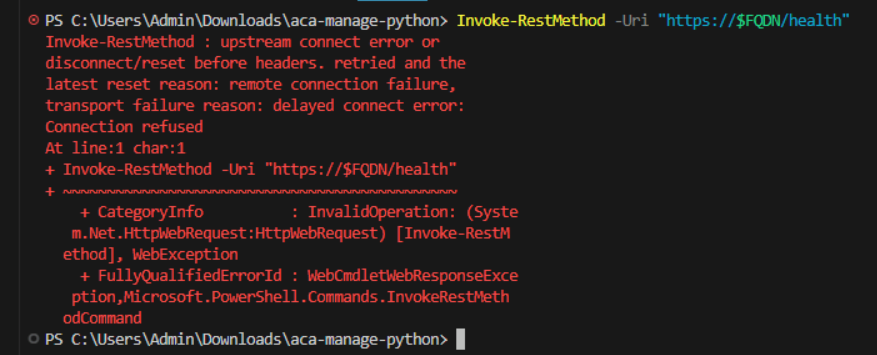 PS C:\Users\Admin\Downloads\aca-manage-python> Invoke-RestMethod -Uri "https://$FQDN/health"
Invoke-RestMethod : upstream connect error or
disconnect/reset before headers. retried and the
latest reset reason: remote connection failure,
transport failure reason: delayed connect error:
Connection refused
At line:1 char:1
+ Invoke-RestMethod -Uri "https://$FQDN/health"
+ ~~~~~~~~~~~~~~~~~~~~~~~~~~~~~~~~~~~~~~~~~~~~~
+ CategoryInfo          : InvalidOperation: (Syste
m.Net.HttpWebRequest:HttpWebRequest) [Invoke-RestM
ethod], WebException
+ FullyQualifiedErrorId : WebCmdletWebResponseExce
ption,Microsoft.PowerShell.Commands.InvokeRestMeth
odCommand
PS C:\Users\Admin\Downloads\aca-manage-python>